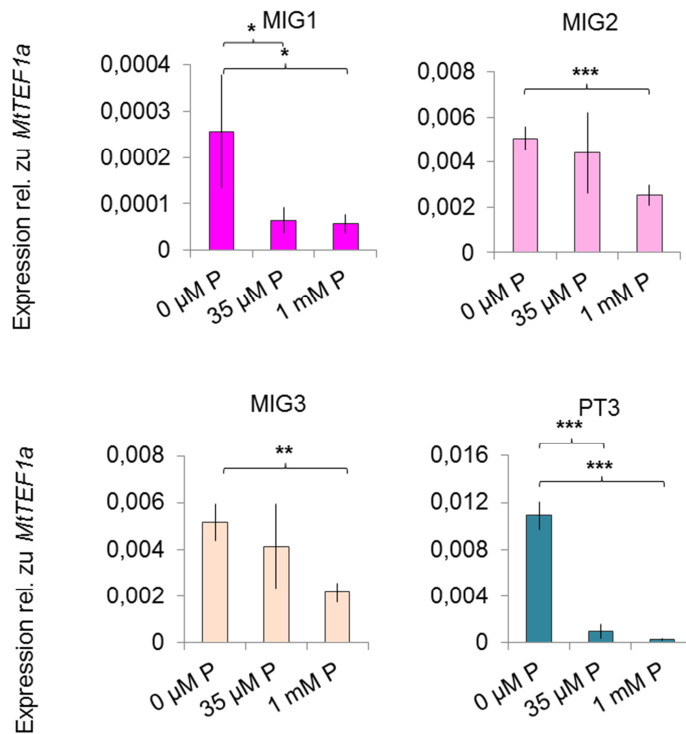 MIG1
Expression rel. zu MtTEF1a
*
*
0,0004
0,0003
0,0002
0,0001
0
0 µM P
35 µM P
1 mM P
MIG2
***
0,008
0,006
0,004
0,002
0
0 µM P
35 µM P
1 mM P
MIG3
Expression rel. zu MtTEF1a
**
0,008
0,006
0,004
0,002
0
0 µM P
35 µM P
1 mM P
PT3
***
***
0,016
0,012
0,008
0,004
0
0 µM P
35 µM P
1 mM P